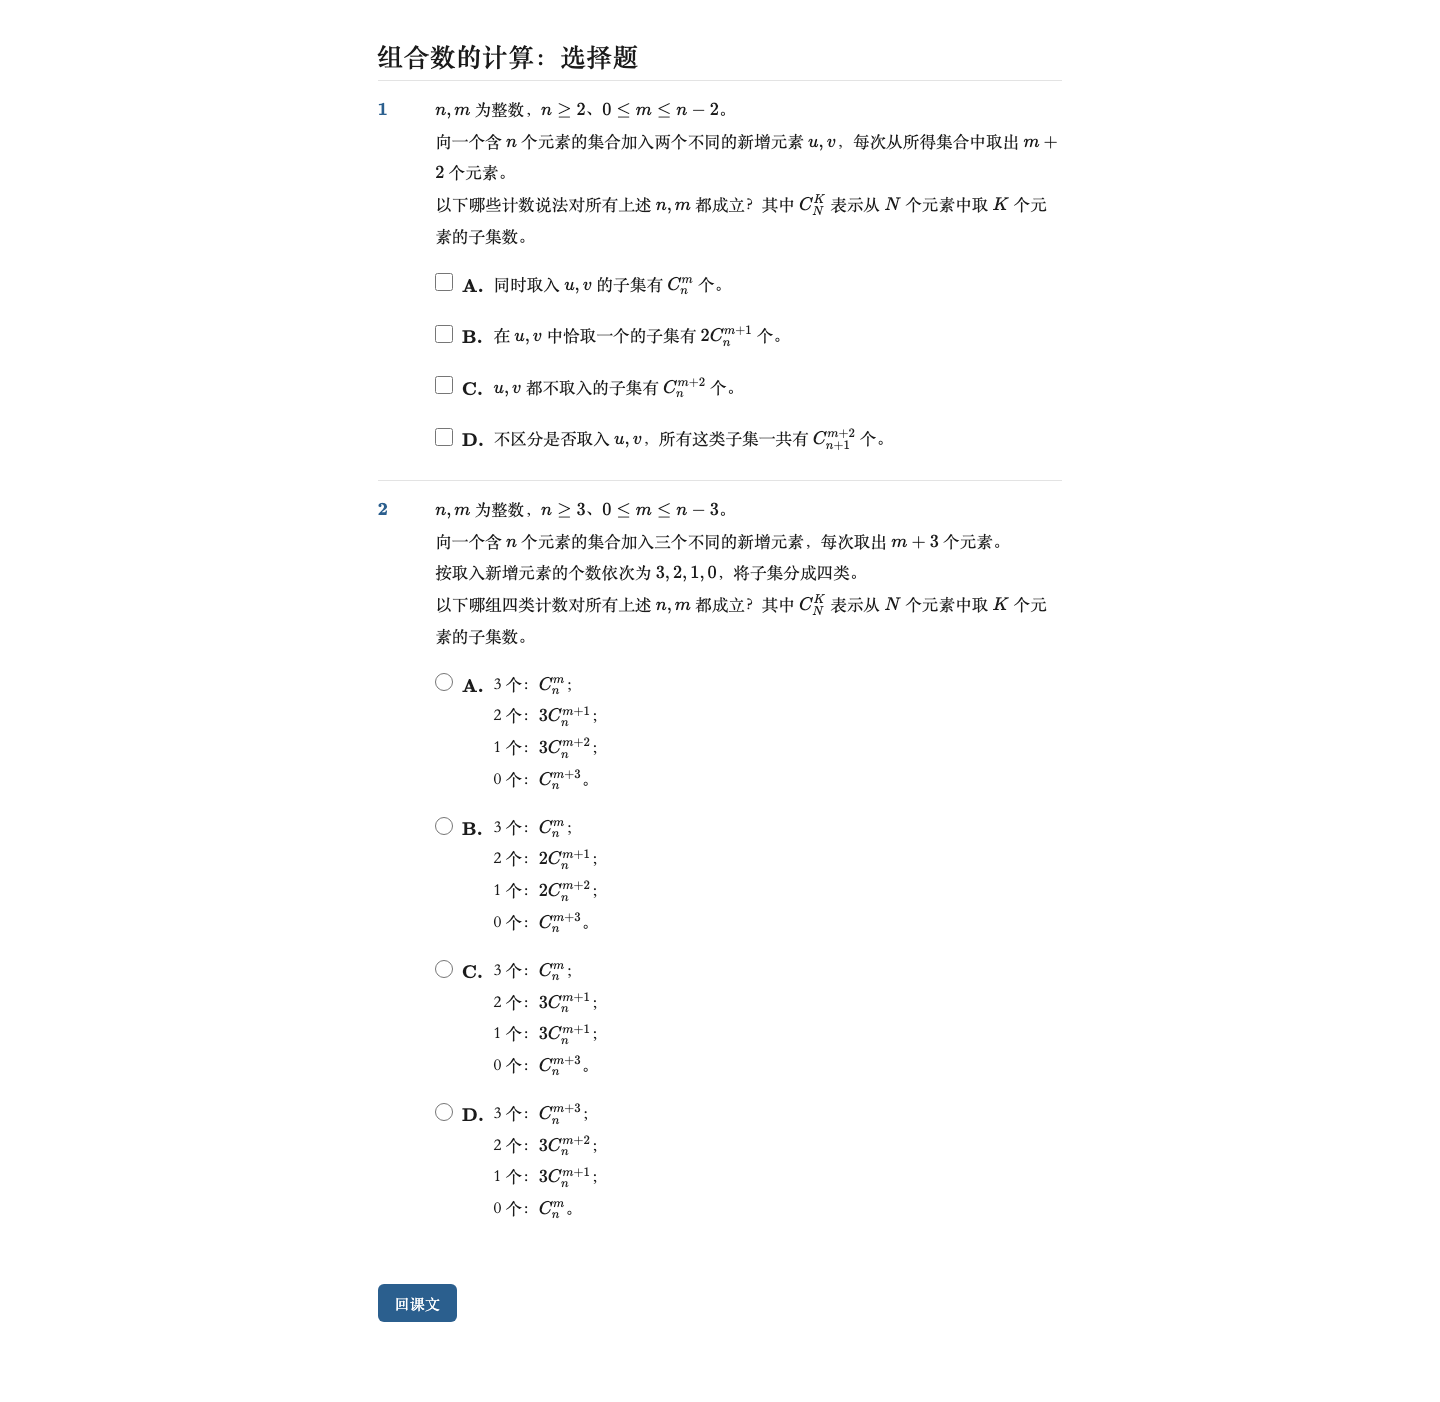 组合数的计算：选择题
1 n, m 为整数，n ≥ 2、0 ≤ m ≤ n − 2。
向一个含 n 个元素的集合加入两个不同的新增元素 u, v，每次从所得集合中取出 m +
2 个元素。
以下哪些计数说法对所有上述 n, m 都成立？其中 C_N^K 表示从 N 个元素中取 K 个元
素的子集数。
A. 同时取入 u, v 的子集有 C_n^m 个。
B. 在 u, v 中恰取一个的子集有 2C_n^{m+1} 个。
C. u, v 都不取入的子集有 C_n^{m+2} 个。
D. 不区分是否取入 u, v，所有这类子集一共有 C_{n+1}^{m+2} 个。
2 n, m 为整数，n ≥ 3、0 ≤ m ≤ n − 3。
向一个含 n 个元素的集合加入三个不同的新增元素，每次取出 m + 3 个元素。
按取入新增元素的个数依次为 3, 2, 1, 0，将子集分成四类。
以下哪组四类计数对所有上述 n, m 都成立？其中 C_N^K 表示从 N 个元素中取 K 个元
素的子集数。
A. 3 个：C_n^m；
2 个：3C_n^{m+1}；
1 个：3C_n^{m+2}；
0 个：C_n^{m+3}。
B. 3 个：C_n^m；
2 个：2C_n^{m+1}；
1 个：2C_n^{m+2}；
0 个：C_n^{m+3}。
C. 3 个：C_n^m；
2 个：3C_n^{m+1}；
1 个：3C_n^{m+1}；
0 个：C_n^{m+3}。
D. 3 个：C_n^{m+3}；
2 个：3C_n^{m+2}；
1 个：3C_n^{m+1}；
0 个：C_n^m。
回课文